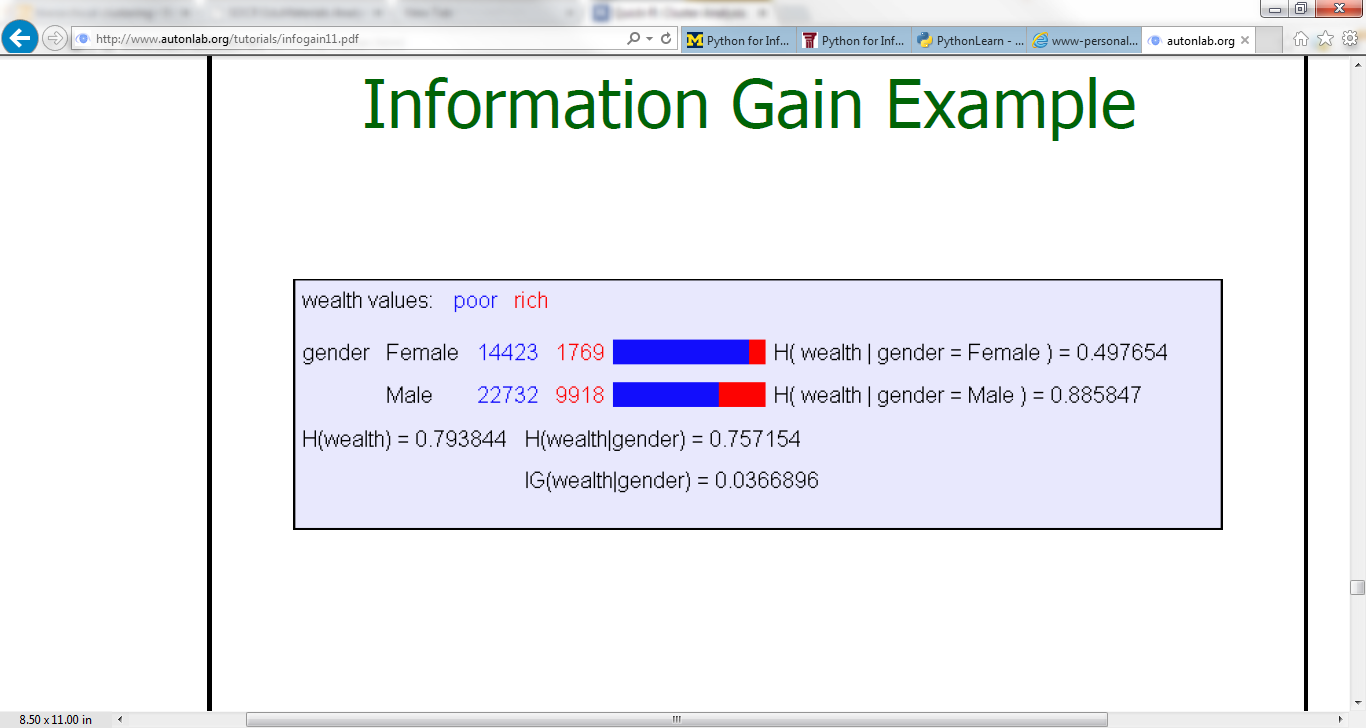 http://www.autonlab.org/tutorials/infogain11.pdf
Python for Inf...
Python for Inf...
PythonLearn - ...
www-personal...
autonlab.org
Information Gain Example
wealth values: poor rich
gender Female 14423 1769 H( wealth | gender = Female ) = 0.497654
Male 22732 9918 H( wealth | gender = Male ) = 0.885847
H(wealth) = 0.793844 H(wealth|gender) = 0.757154
IG(wealth|gender) = 0.0366896
8.50 x 11.00 in